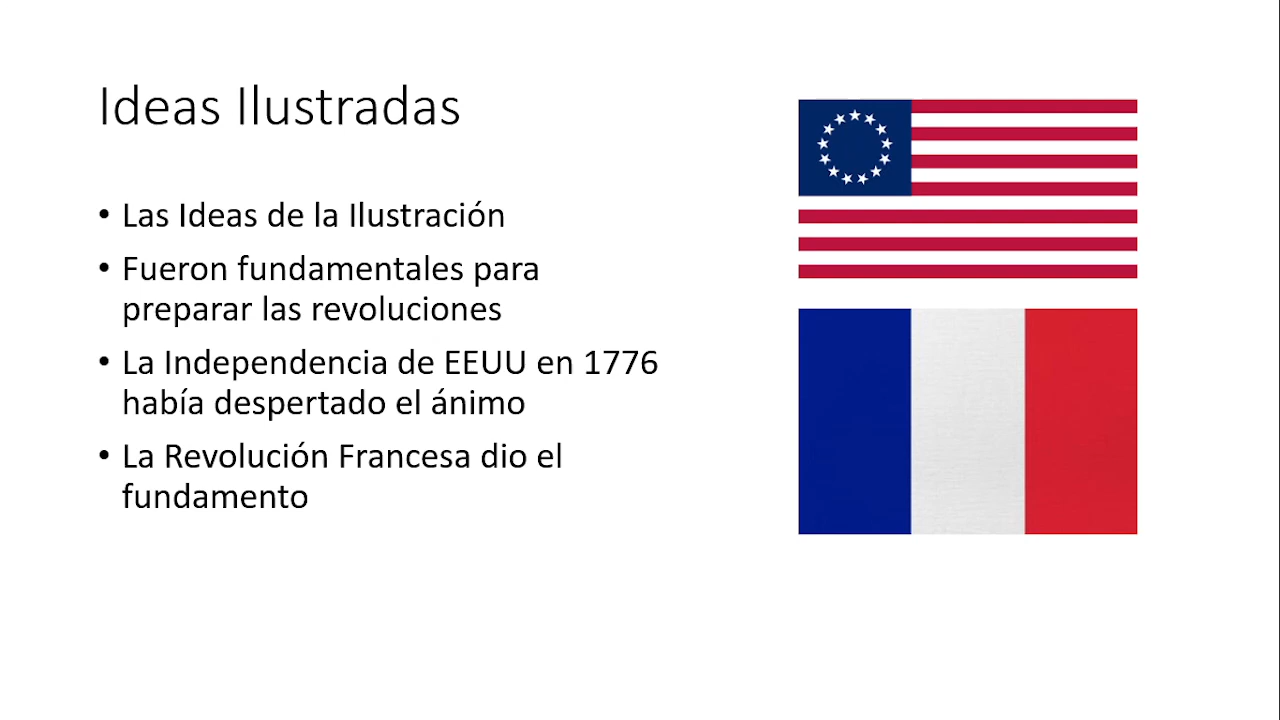 Ideas Ilustradas
• Las Ideas de la Ilustración
• Fueron fundamentales para
preparar las revoluciones
• La Independencia de EEUU en 1776
había despertado el ánimo
• La Revolución Francesa dio el
fundamento